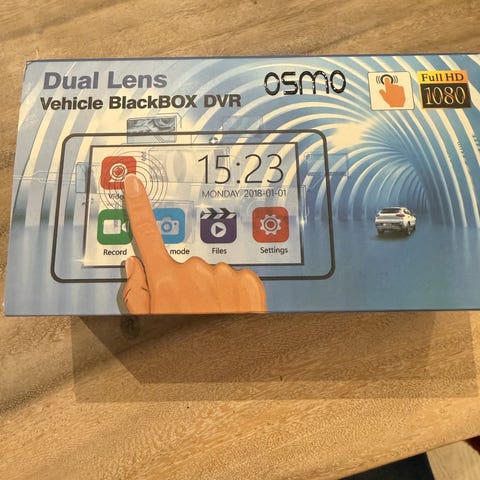 Dual Lens
Vehicle BlackBOX DVR
OSMO
Full HD
1080
15:23
MONDAY 2018-01-01
Video
Record
mode
Files
Settings